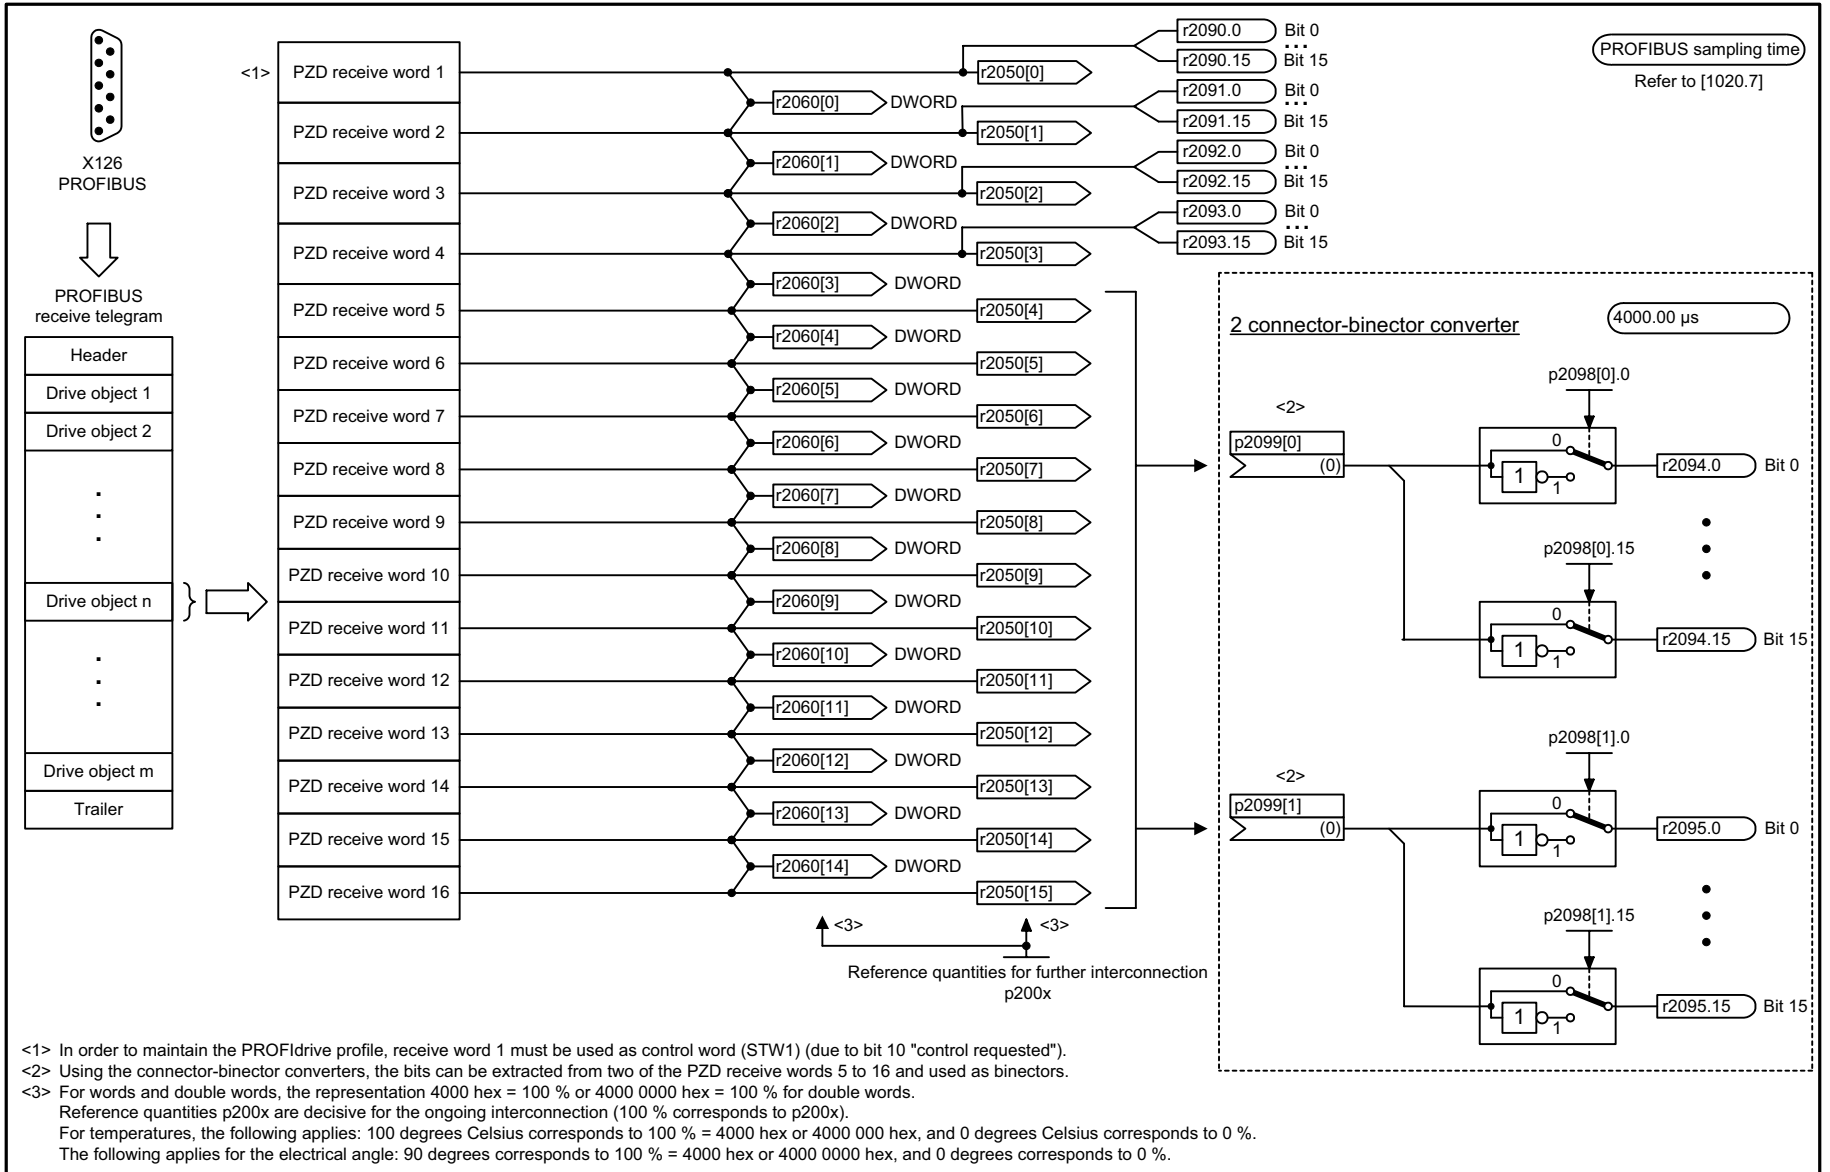 X126
PROFIBUS
PROFIBUS
receive telegram
Header
Drive object 1
Drive object 2
Drive object n
}
Drive object m
Trailer
<1>
PZD receive word 1
PZD receive word 2
PZD receive word 3
PZD receive word 4
PZD receive word 5
PZD receive word 6
PZD receive word 7
PZD receive word 8
PZD receive word 9
PZD receive word 10
PZD receive word 11
PZD receive word 12
PZD receive word 13
PZD receive word 14
PZD receive word 15
PZD receive word 16
r2060[0] DWORD
r2060[1] DWORD
r2060[2] DWORD
r2060[3] DWORD
r2060[4] DWORD
r2060[5] DWORD
r2060[6] DWORD
r2060[7] DWORD
r2060[8] DWORD
r2060[9] DWORD
r2060[10] DWORD
r2060[11] DWORD
r2060[12] DWORD
r2060[13] DWORD
r2060[14] DWORD
r2050[0]
r2050[1]
r2050[2]
r2050[3]
r2050[4]
r2050[5]
r2050[6]
r2050[7]
r2050[8]
r2050[9]
r2050[10]
r2050[11]
r2050[12]
r2050[13]
r2050[14]
r2050[15]
<3>
<3>
Reference quantities for further interconnection
p200x
r2090.0 Bit 0
...
r2090.15 Bit 15
r2091.0 Bit 0
...
r2091.15 Bit 15
r2092.0 Bit 0
...
r2092.15 Bit 15
r2093.0 Bit 0
...
r2093.15 Bit 15
PROFIBUS sampling time
Refer to [1020.7]
2 connector-binector converter
4000.00 µs
<2>
p2099[0]
(0)
p2098[0].0
0
1
1
r2094.0 Bit 0
p2098[0].15
0
1
1
r2094.15 Bit 15
<2>
p2099[1]
(0)
p2098[1].0
0
1
1
r2095.0 Bit 0
p2098[1].15
0
1
1
r2095.15 Bit 15
<1> In order to maintain the PROFIdrive profile, receive word 1 must be used as control word (STW1) (due to bit 10 "control requested").
<2> Using the connector-binector converters, the bits can be extracted from two of the PZD receive words 5 to 16 and used as binectors.
<3> For words and double words, the representation 4000 hex = 100 % or 4000 0000 hex = 100 % for double words.
Reference quantities p200x are decisive for the ongoing interconnection (100 % corresponds to p200x).
For temperatures, the following applies: 100 degrees Celsius corresponds to 100 % = 4000 hex or 4000 000 hex, and 0 degrees Celsius corresponds to 0 %.
The following applies for the electrical angle: 90 degrees corresponds to 100 % = 4000 hex or 4000 0000 hex, and 0 degrees corresponds to 0 %.